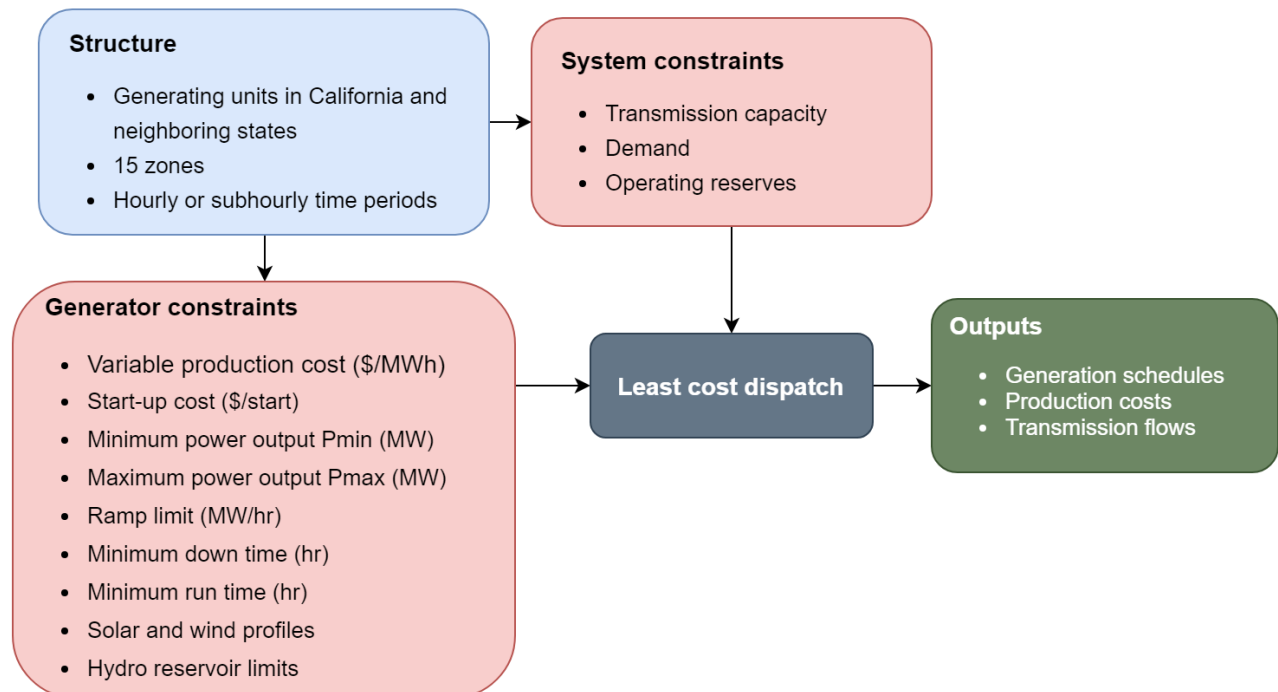 Structure
• Generating units in California and
neighboring states
• 15 zones
• Hourly or subhourly time periods
System constraints
• Transmission capacity
• Demand
• Operating reserves
Generator constraints
• Variable production cost ($/MWh)
• Start-up cost ($/start)
• Minimum power output Pmin (MW)
• Maximum power output Pmax (MW)
• Ramp limit (MW/hr)
• Minimum down time (hr)
• Minimum run time (hr)
• Solar and wind profiles
• Hydro reservoir limits
Least cost dispatch
Outputs
• Generation schedules
• Production costs
• Transmission flows